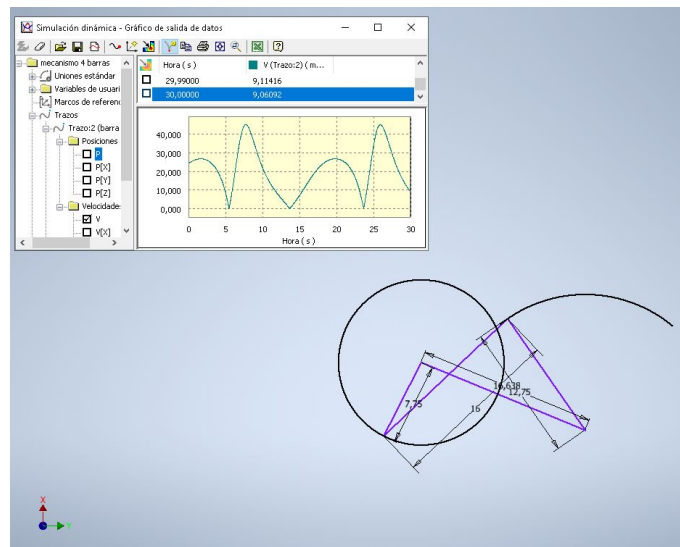 Simulación dinámica - Gráfico de salida de datos
mecanismo 4 barras
Uniones estándar
Variables de usuari
Marcos de referenc
Trazos
Trazo:2 (barra
Posiciones
P
P[X]
P[Y]
P[Z]
Velocidade
V
V[X]
Hora ( s )
V (Trazo:2) ( m...
29,99000
9,11416
30,00000
9,06092
40,000
30,000
20,000
10,000
0,000
0 5 10 15 20 25 30
Hora ( s )
7,75
16
16,638
12,75
X
Y